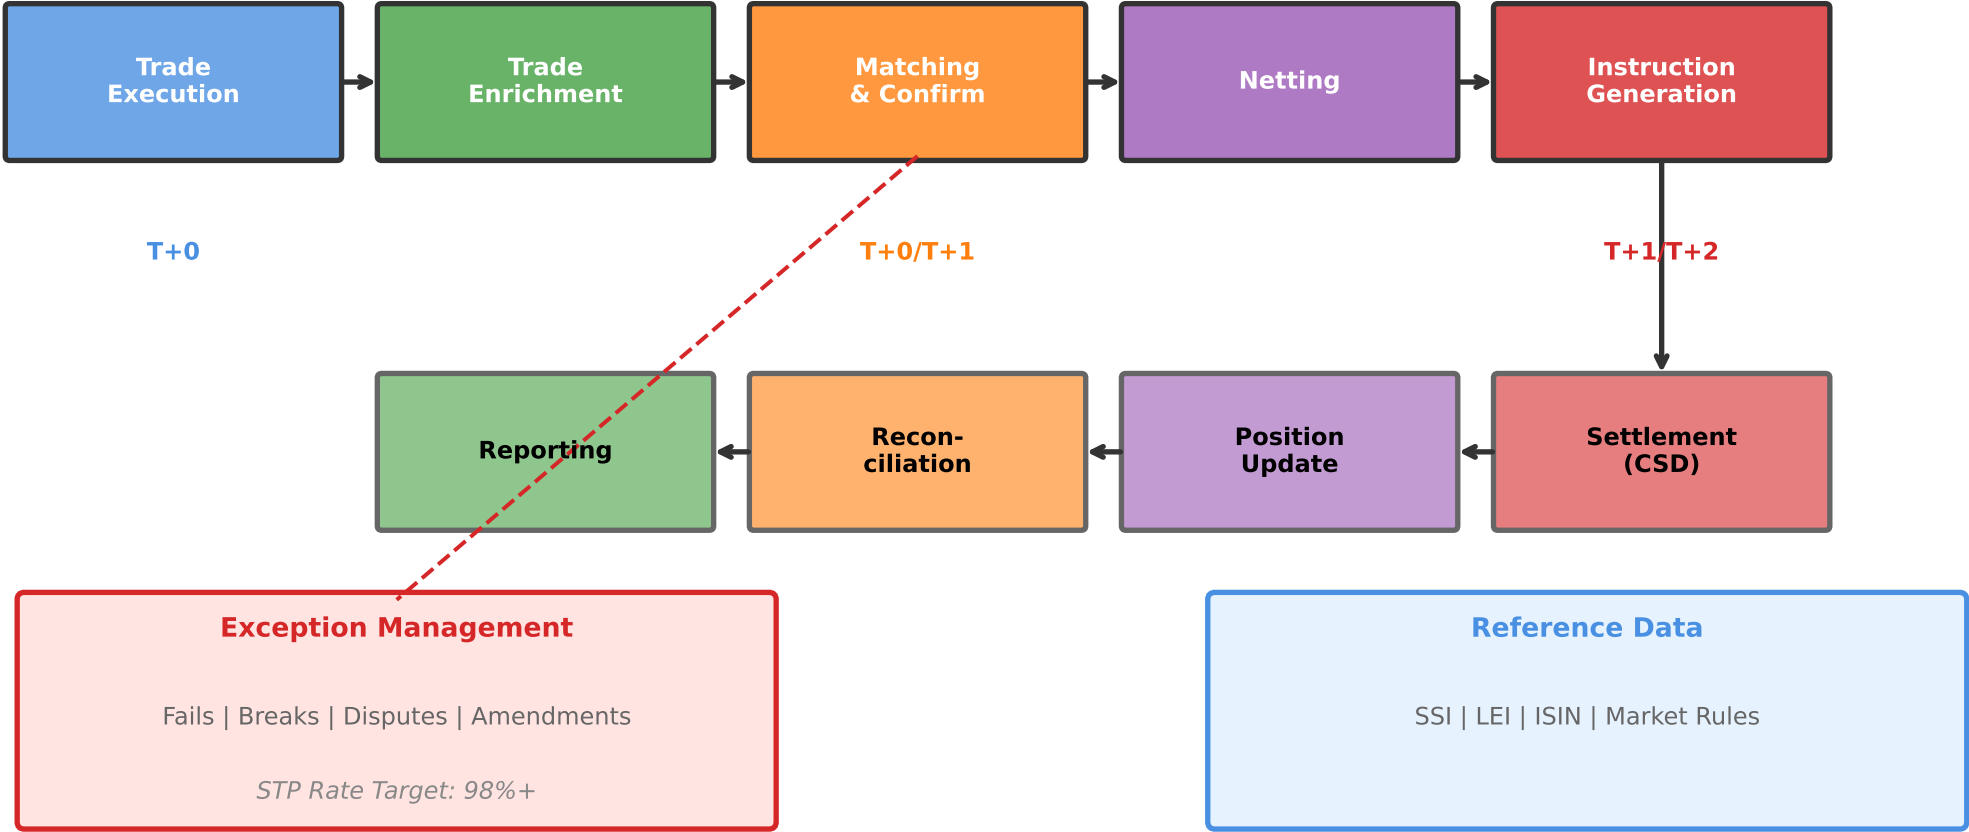 Trade
Execution
Trade
Enrichment
Matching
& Confirm
Netting
Instruction
Generation
T+0
T+0/T+1
T+1/T+2
Reporting
Recon-
ciliation
Position
Update
Settlement
(CSD)
Exception Management
Fails | Breaks | Disputes | Amendments
STP Rate Target: 98%+
Reference Data
SSI | LEI | ISIN | Market Rules